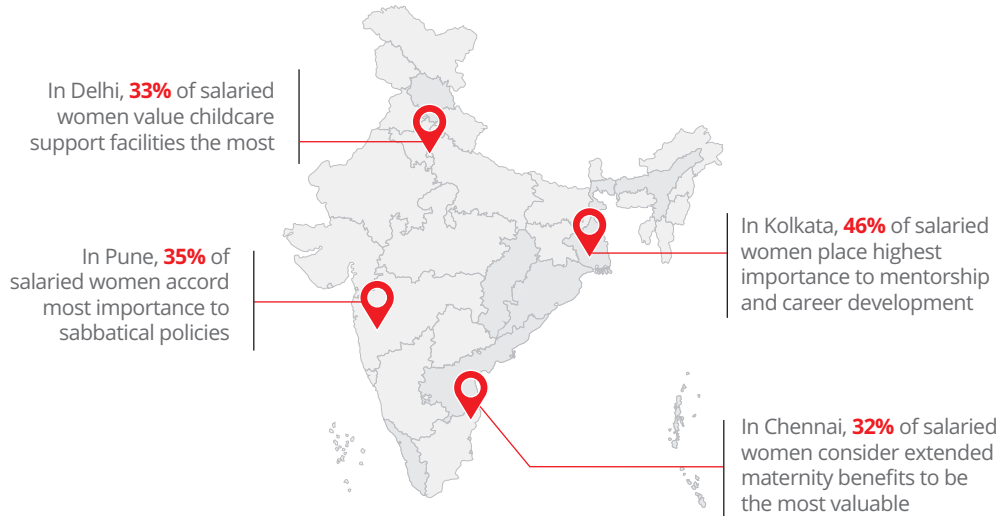 In Delhi, 33% of salaried
women value childcare
support facilities the most
In Pune, 35% of
salaried women accord
most importance to
sabbatical policies
In Kolkata, 46% of salaried
women place highest
importance to mentorship
and career development
In Chennai, 32% of salaried
women consider extended
maternity benefits to be
the most valuable